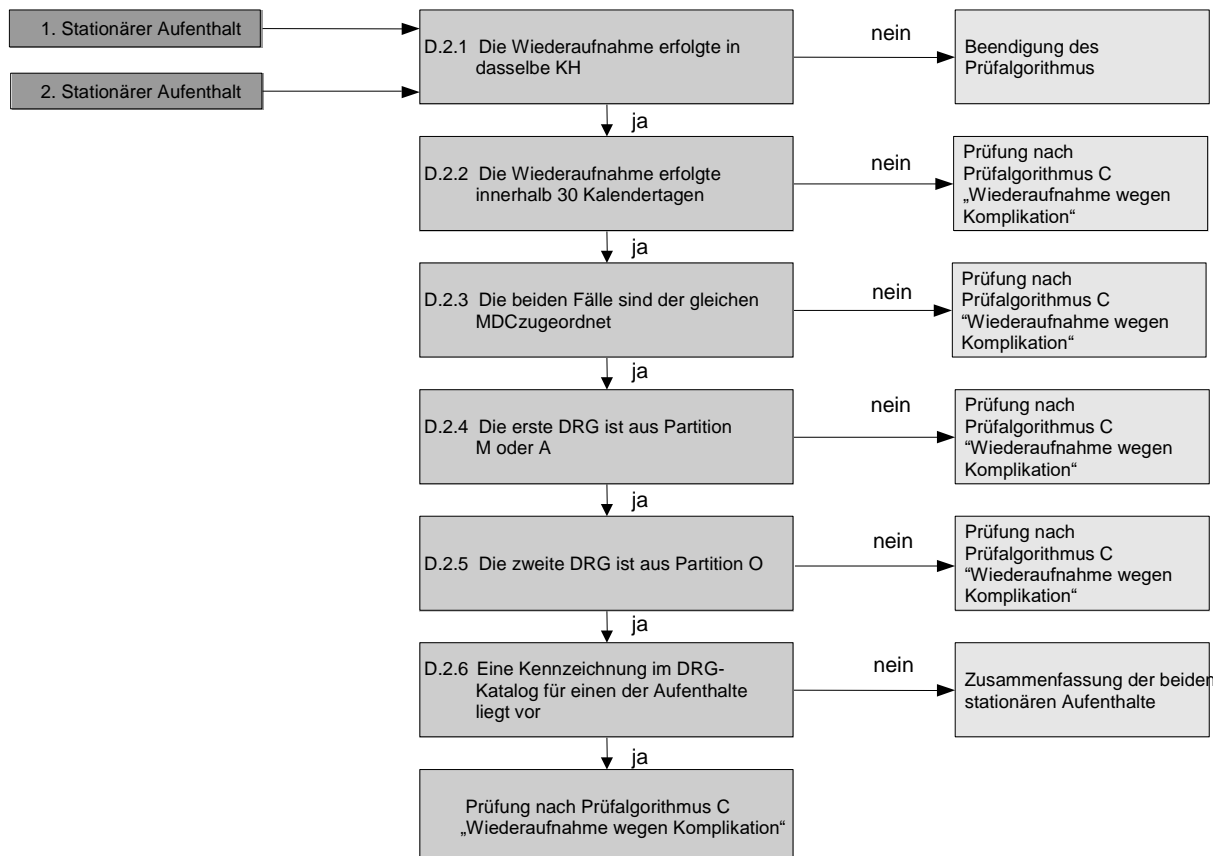 1. Stationärer Aufenthalt
2. Stationärer Aufenthalt
D.2.1 Die Wiederaufnahme erfolgte in
dasselbe KH
nein
Beendigung des
Prüfalgorithmus
ja
D.2.2 Die Wiederaufnahme erfolgte
innerhalb 30 Kalendertagen
nein
Prüfung nach
Prüfalgorithmus C
„Wiederaufnahme wegen
Komplikation“
ja
D.2.3 Die beiden Fälle sind der gleichen
MDCzugeordnet
nein
Prüfung nach
Prüfalgorithmus C
“Wiederaufnahme wegen
Komplikation“
ja
D.2.4 Die erste DRG ist aus Partition
M oder A
nein
Prüfung nach
Prüfalgorithmus C
“Wiederaufnahme wegen
Komplikation“
ja
D.2.5 Die zweite DRG ist aus Partition O
nein
Prüfung nach
Prüfalgorithmus C
“Wiederaufnahme wegen
Komplikation“
ja
D.2.6 Eine Kennzeichnung im DRG-
Katalog für einen der Aufenthalte
liegt vor
nein
Zusammenfassung der beiden
stationären Aufenthalte
ja
Prüfung nach Prüfalgorithmus C
„Wiederaufnahme wegen Komplikation“